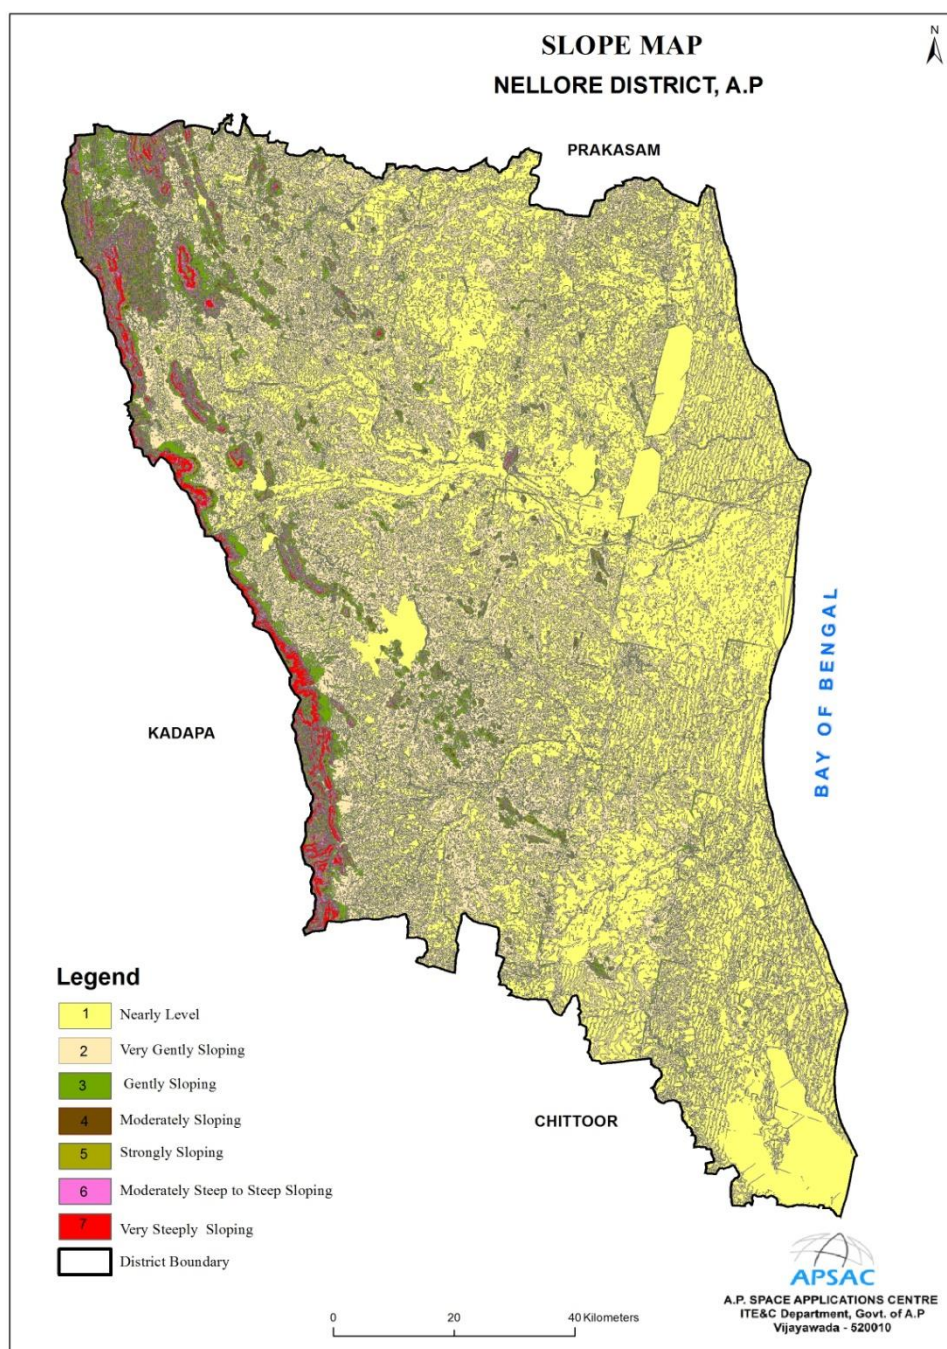 SLOPE MAP
N
NELLORE DISTRICT, A.P
PRAKASAM
BAY OF BENGAL
KADAPA
CHITTOOR
Legend
1 Nearly Level
2 Very Gently Sloping
3 Gently Sloping
4 Moderately Sloping
5 Strongly Sloping
6 Moderately Steep to Steep Sloping
7 Very Steeply Sloping
District Boundary
0 20 40 Kilometers
APSAC
A.P. SPACE APPLICATIONS CENTRE
ITE&C Department, Govt. of A.P
Vijayawada - 520010